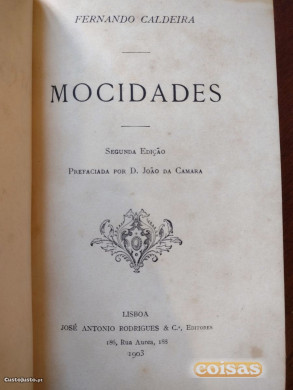 FERNANDO CALDEIRA
MOCIDADES
SEGUNDA EDIÇÃO
PREFACIADA POR D. JOÃO DA CAMARA
LISBOA
JOSÉ ANTONIO RODRIGUES & C.ª, EDITORES
186, RUA AUREA, 188
1903
coisas